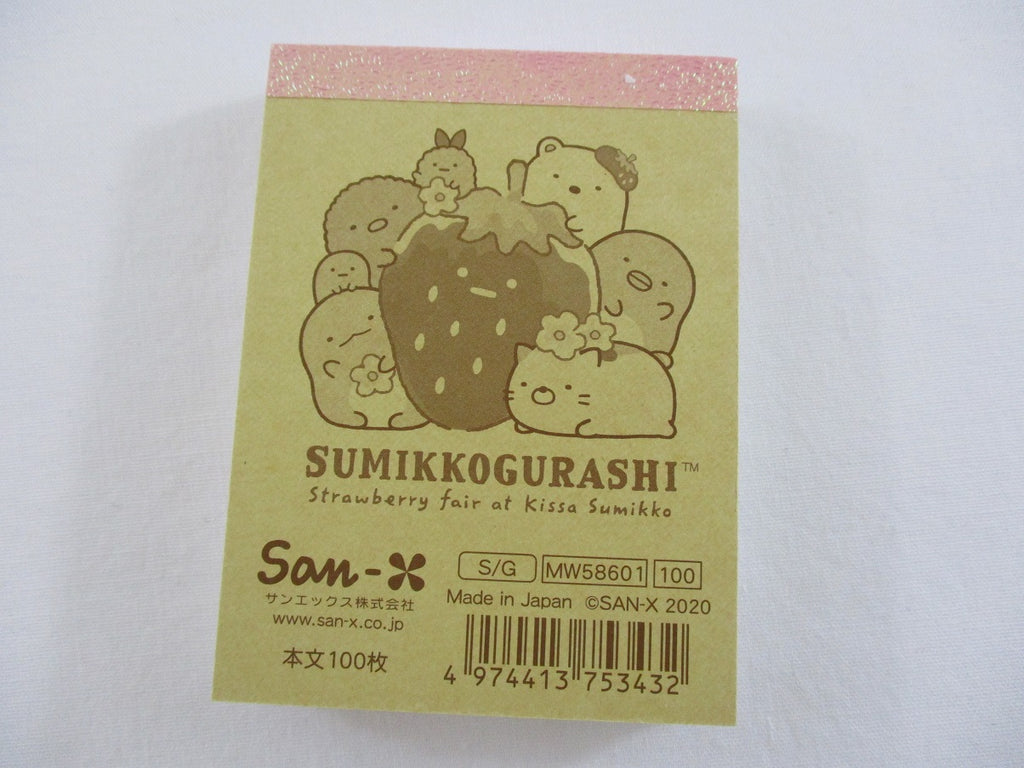 SUMIKKOGURASHI™
Strawberry fair at Kissa Sumikko
San-X
サンエックス株式会社
www.san-x.co.jp
本文100枚
S/G MW58601 100
Made in Japan ©SAN-X 2020
4 974413 753432